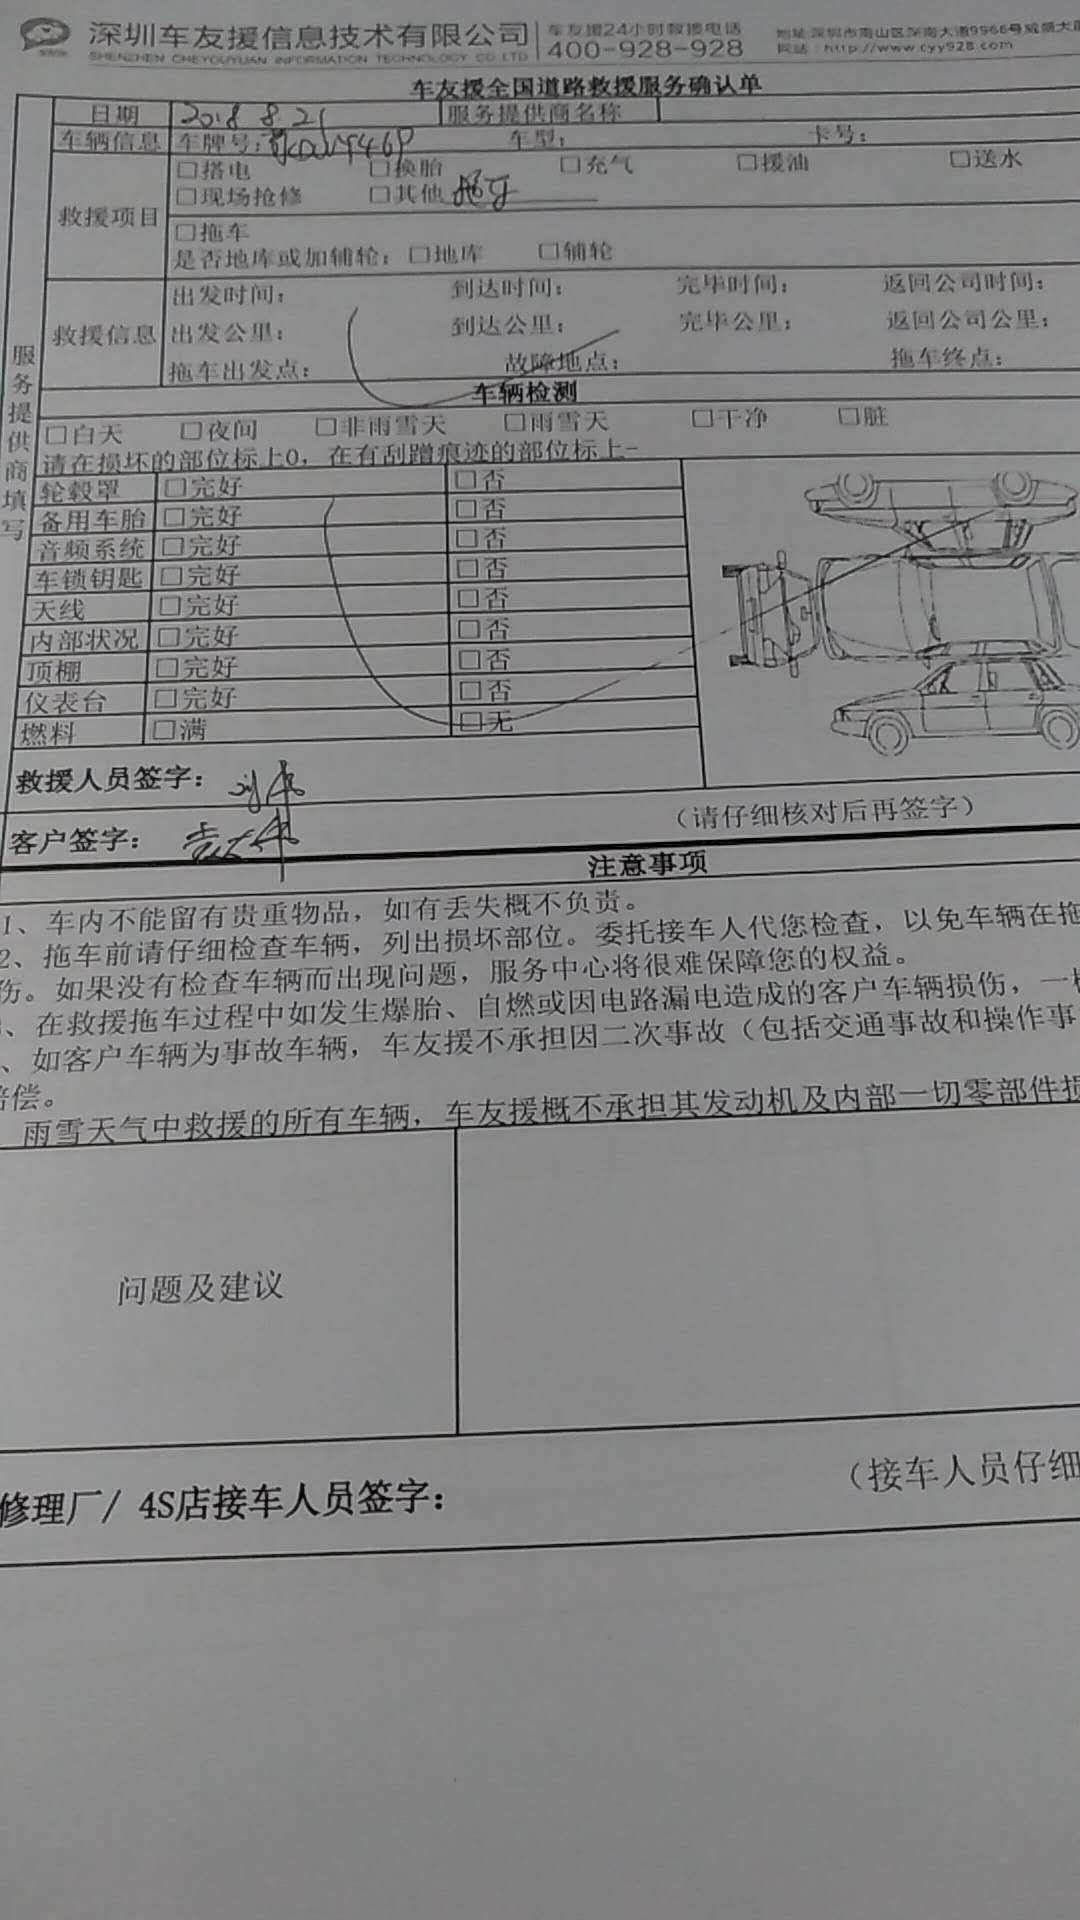 深圳车友援信息技术有限公司 车友援24小时救援电话 地址:深圳市南山区深南大道9966号威盛大
SHENZHEN CHEYOUYUAN INFORMATION TECHNOLOGY CO. LTD 400-928-928 网站:http://www.cyy928.com
车友援全国道路救援服务确认单
日期 2018 8 21 服务提供商名称
车辆信息 车牌号: 车型: 卡号:
□搭电 □换胎 □充气 □援油 □送水
□现场抢修 □其他 拖车
救援项目
□拖车
是否地库或加辅轮: □地库 □辅轮
出发时间: 到达时间: 完毕时间: 返回公司时间:
救援信息 出发公里: 到达公里: 完毕公里: 返回公司公里:
拖车出发点: 故障地点: 拖车终点:
服务提供商填写
车辆检测
□白天 □夜间 □非雨雪天 □雨雪天 □干净 □脏
请在损坏的部位标上0, 在有刮蹭痕迹的部位标上-
轮毂罩 □完好 □否
备用车胎 □完好 □否
音频系统 □完好 □否
车锁钥匙 □完好 □否
天线 □完好 □否
内部状况 □完好 □否
顶棚 □完好 □否
仪表台 □完好 □否
燃料 □满 □无
救援人员签字:
客户签字: (请仔细核对后再签字)
注意事项
1、车内不能留有贵重物品, 如有丢失概不负责。
2、拖车前请仔细检查车辆, 列出损坏部位。委托接车人代您检查, 以免车辆在拖
伤。如果没有检查车辆而出现问题, 服务中心将很难保障您的权益。
、在救援拖车过程中如发生爆胎、自燃或因电路漏电造成的客户车辆损伤, 一
、如客户车辆为事故车辆, 车友援不承担因二次事故(包括交通事故和操作事
赔偿。
雨雪天气中救援的所有车辆, 车友援概不承担其发动机及内部一切零部件损
问题及建议
修理厂/ 4S店接车人员签字: (接车人员仔细